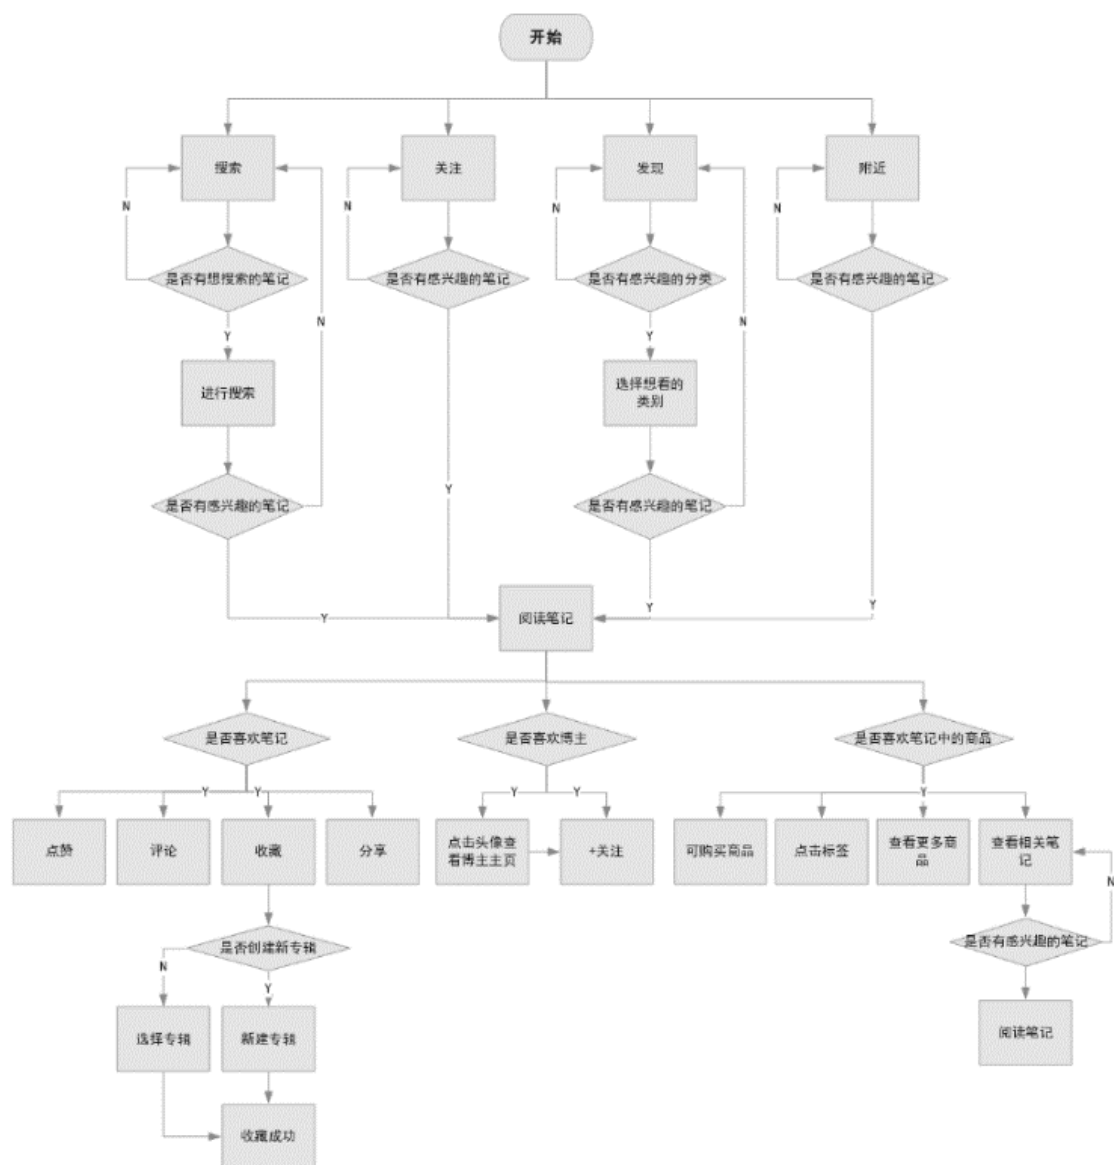 开始
搜索
关注
发现
附近
N
N
N
N
是否有想搜索的笔记
是否有感兴趣的笔记
是否有感兴趣的分类
是否有感兴趣的笔记
N
N
Y
Y
进行搜索
选择想看的
类别
Y
是否有感兴趣的笔记
是否有感兴趣的笔记
Y
Y
Y
阅读笔记
是否喜欢笔记
是否喜欢博主
是否喜欢笔记中的商品
Y
Y
Y
Y
Y
点赞
评论
收藏
分享
点击头像查
看博主主页
+关注
可购买商品
点击标签
查看更多商
品
查看相关笔
记
N
是否创建新专辑
是否有感兴趣的笔记
N
Y
选择专辑
新建专辑
阅读笔记
收藏成功